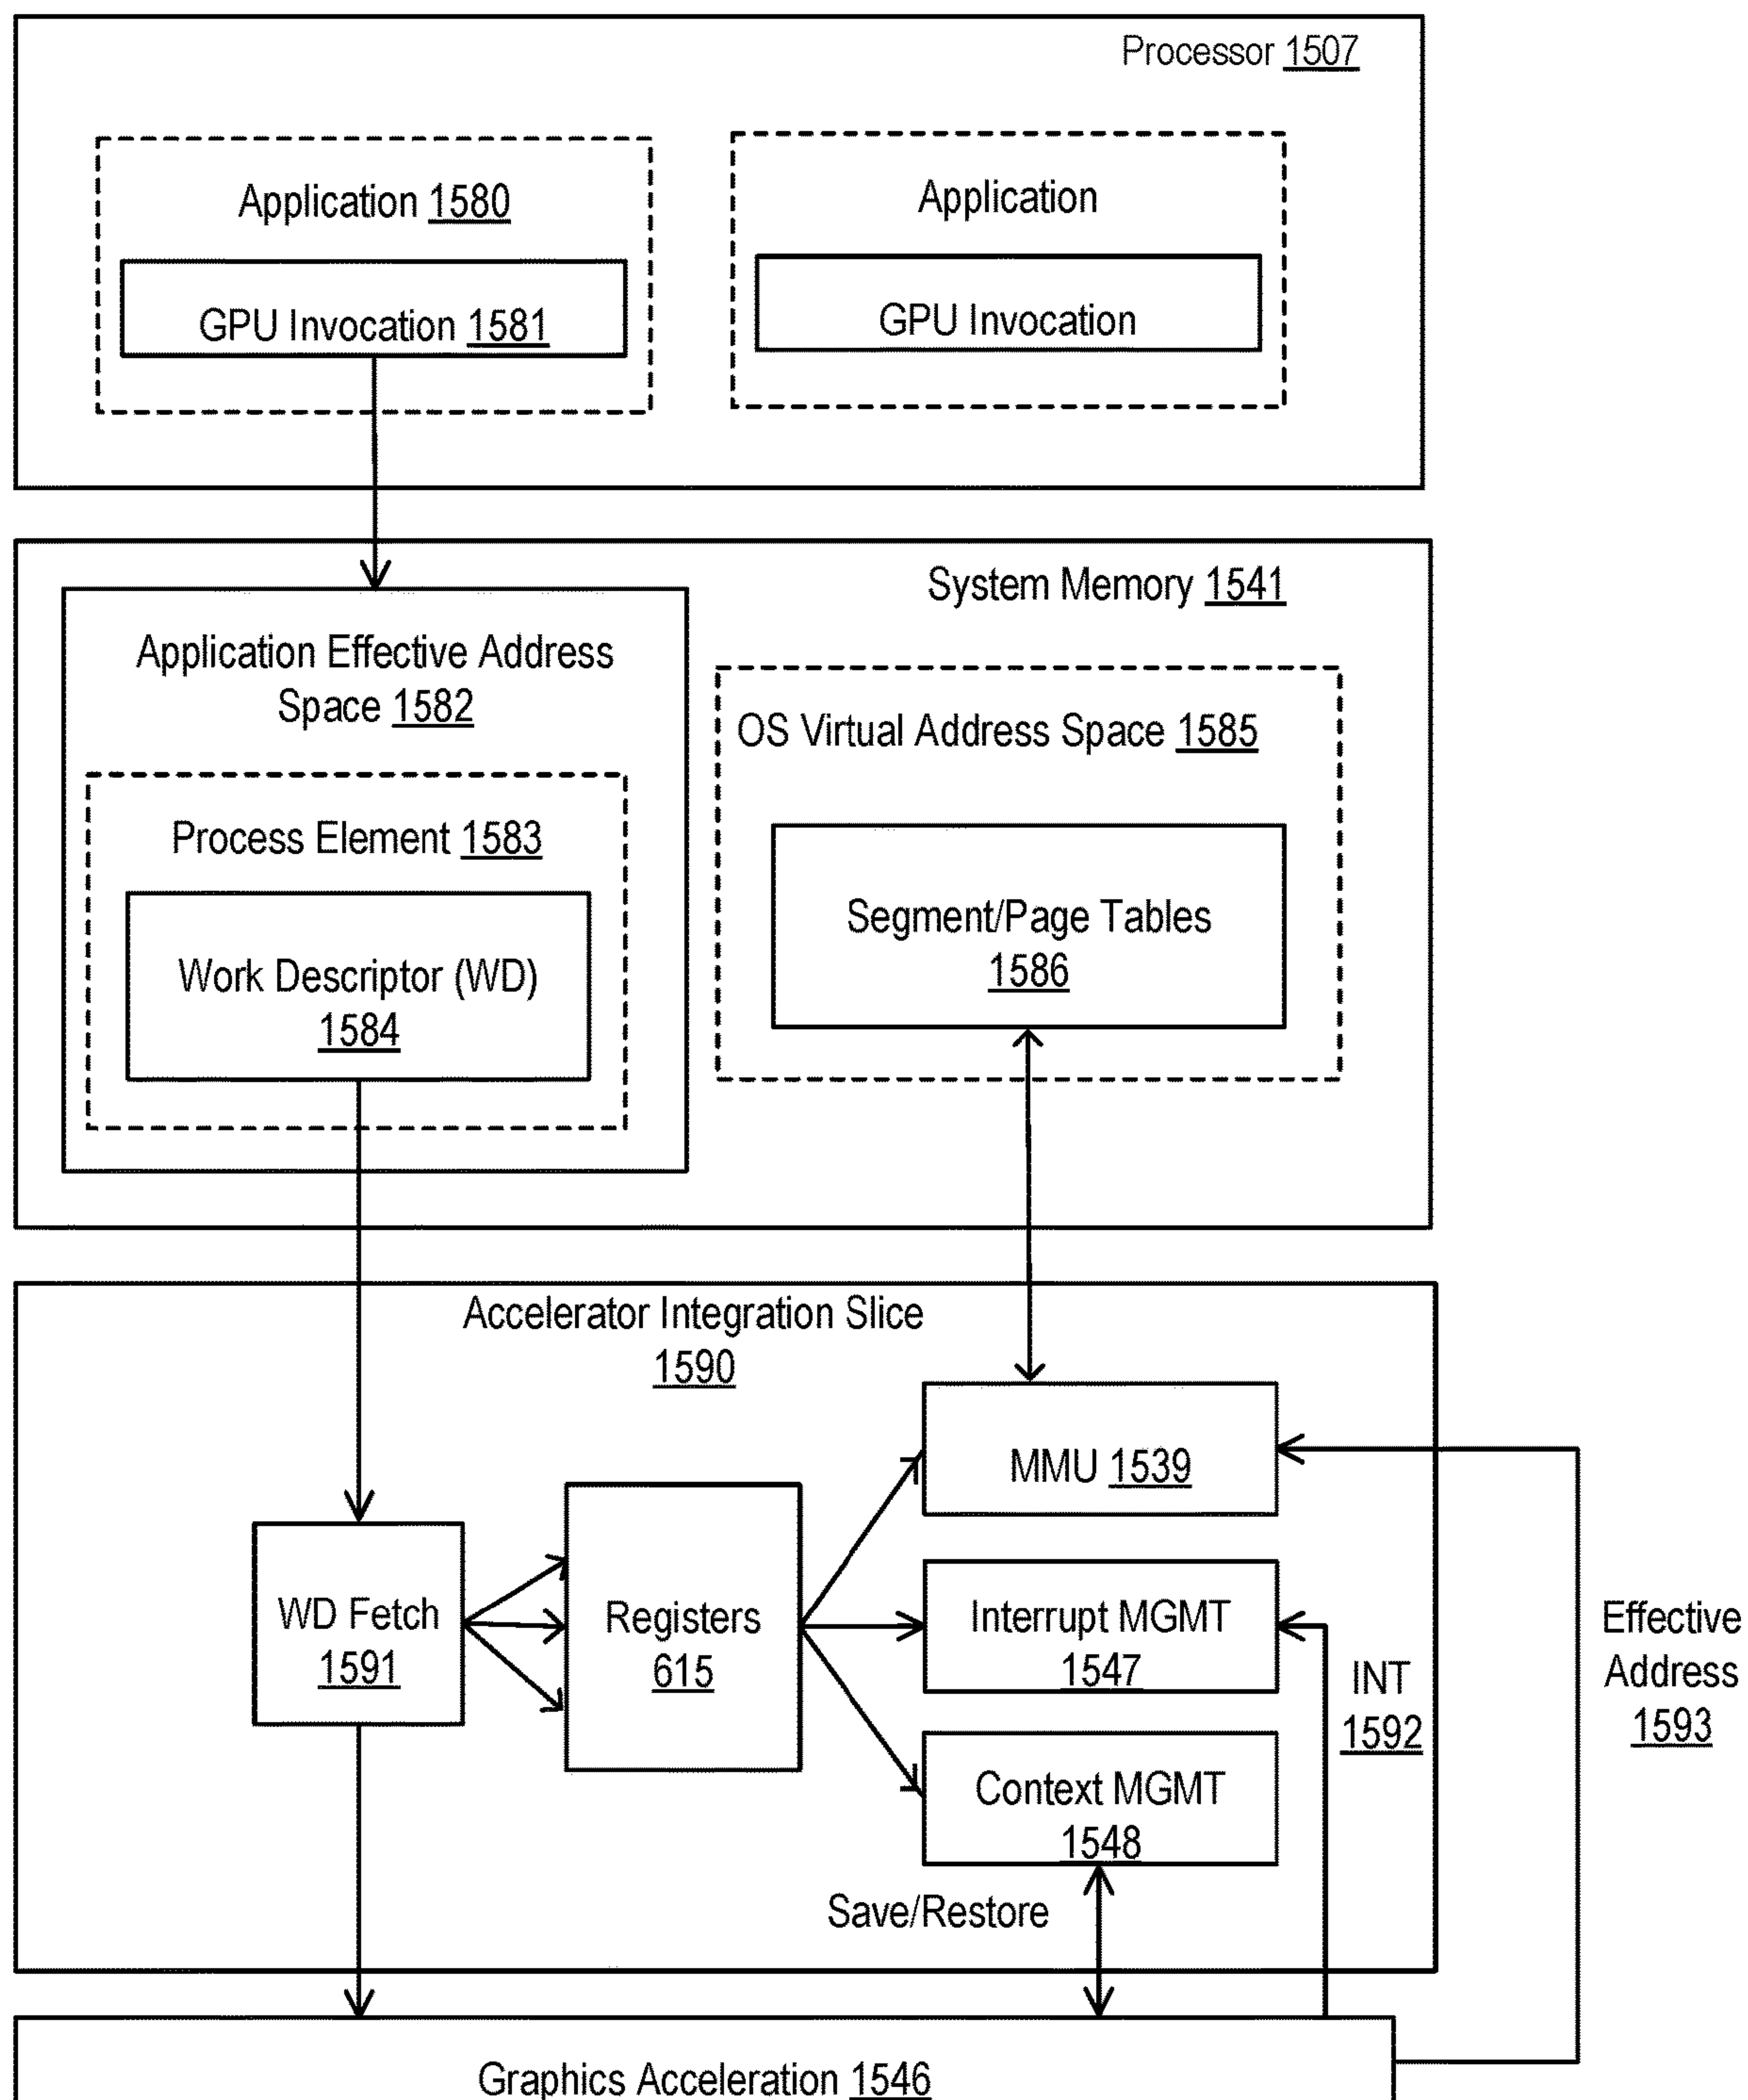 Processor 1507
Application 1580
GPU Invocation 1581
Application
GPU Invocation
System Memory 1541
Application Effective Address
Space 1582
Process Element 1583
Work Descriptor (WD)
1584
OS Virtual Address Space 1585
Segment/Page Tables
1586
Accelerator Integration Slice
1590
WD Fetch
1591
Registers
615
MMU 1539
Interrupt MGMT
1547
Context MGMT
1548
Save/Restore
INT
1592
Effective
Address
1593
Graphics Acceleration 1546